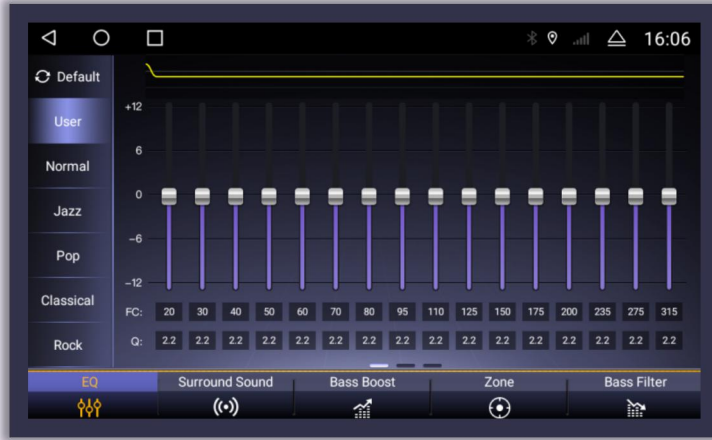 16:06
Default
User
Normal
Jazz
Pop
Classical
Rock
+12
6
0
−6
−12
FC: 20 30 40 50 60 70 80 95 110 125 150 175 200 235 275 315
Q: 2.2 2.2 2.2 2.2 2.2 2.2 2.2 2.2 2.2 2.2 2.2 2.2 2.2 2.2 2.2 2.2
EQ Surround Sound Bass Boost Zone Bass Filter